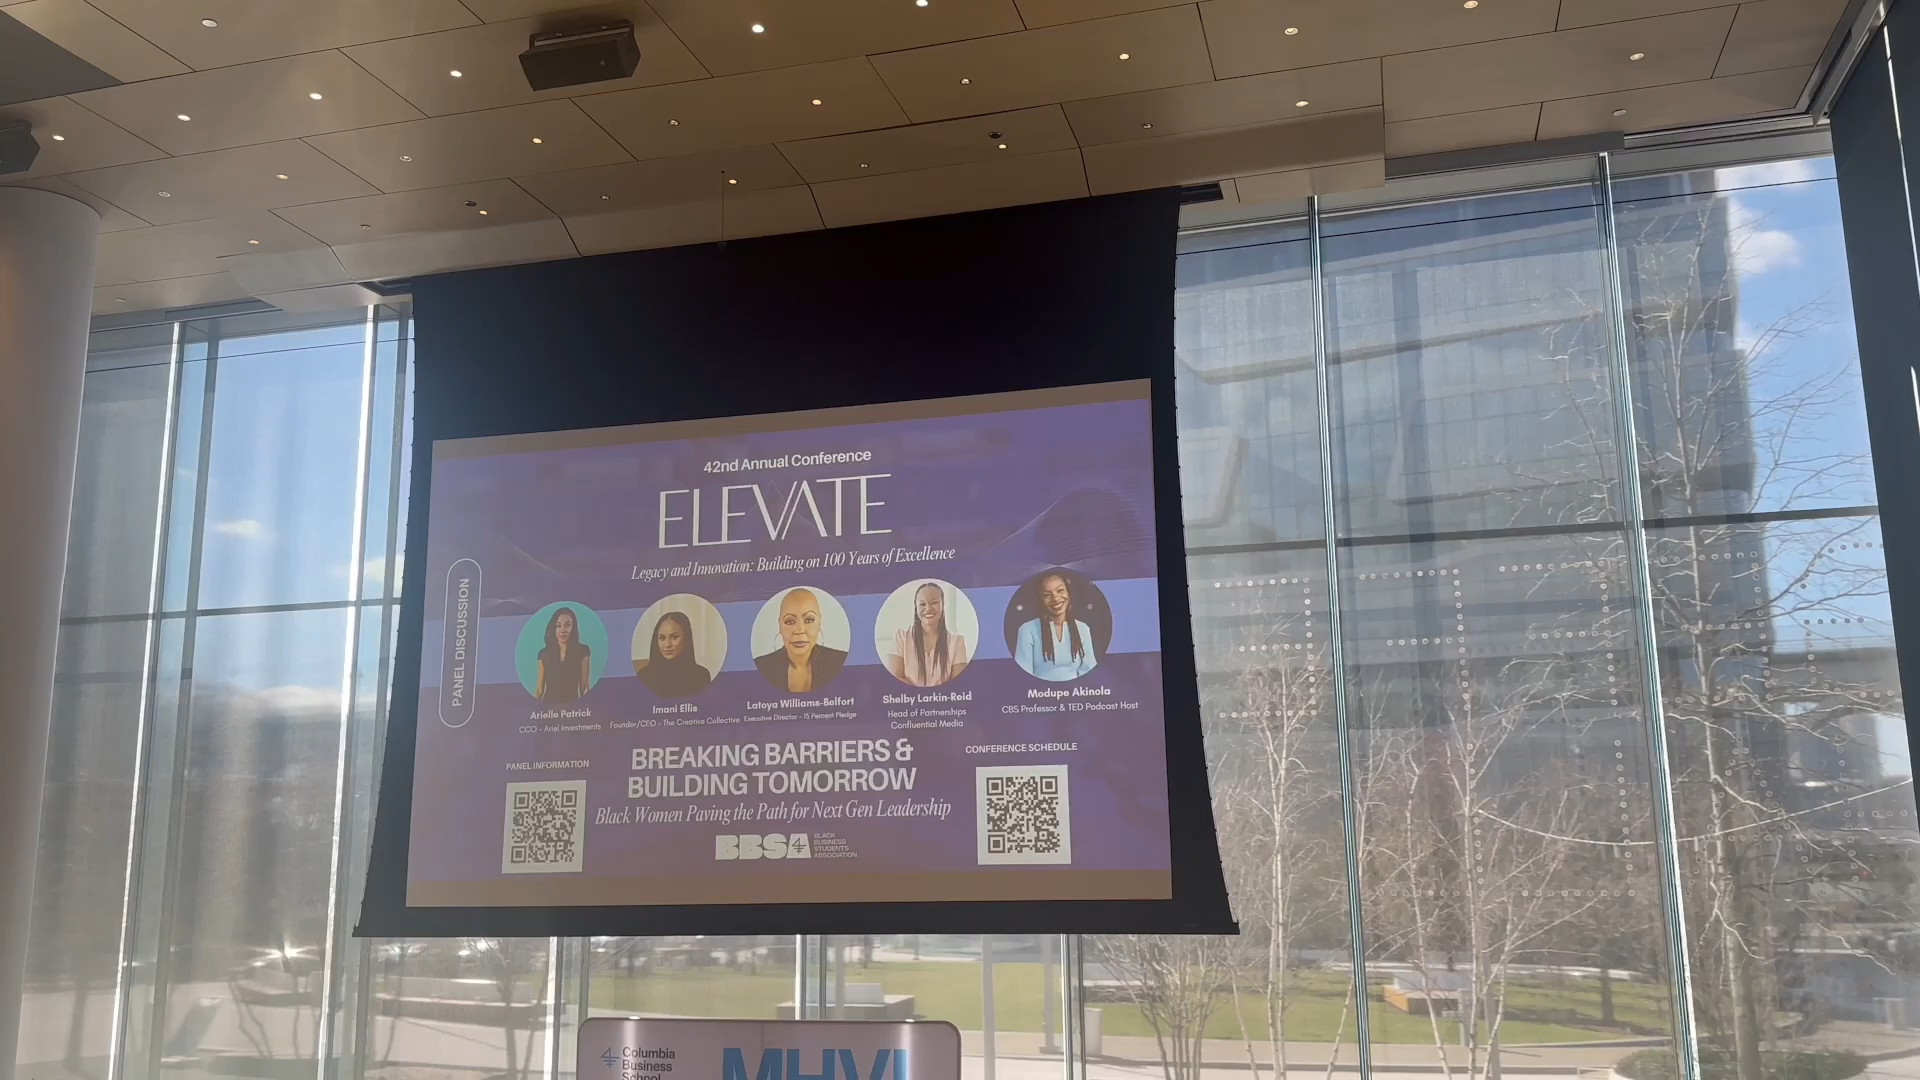 42nd Annual Conference
ELEVATE
Legacy and Innovation: Building on 100 Years of Excellence
PANEL DISCUSSION
Arielle Patrick
CCO - Ariel Investments
Imani Ellis
Founder/CEO - The Creative Collective
Latoya Williams-Belfort
Executive Director - 15 Percent Pledge
Shelby Larkin-Reid
Head of Partnerships
Confluential Media
Modupe Akinola
CBS Professor & TED Podcast Host
PANEL INFORMATION
BREAKING BARRIERS &
BUILDING TOMORROW
Black Women Paving the Path for Next Gen Leadership
CONFERENCE SCHEDULE
BBSA
BLACK
BUSINESS
STUDENTS
ASSOCIATION
Columbia
Business
School